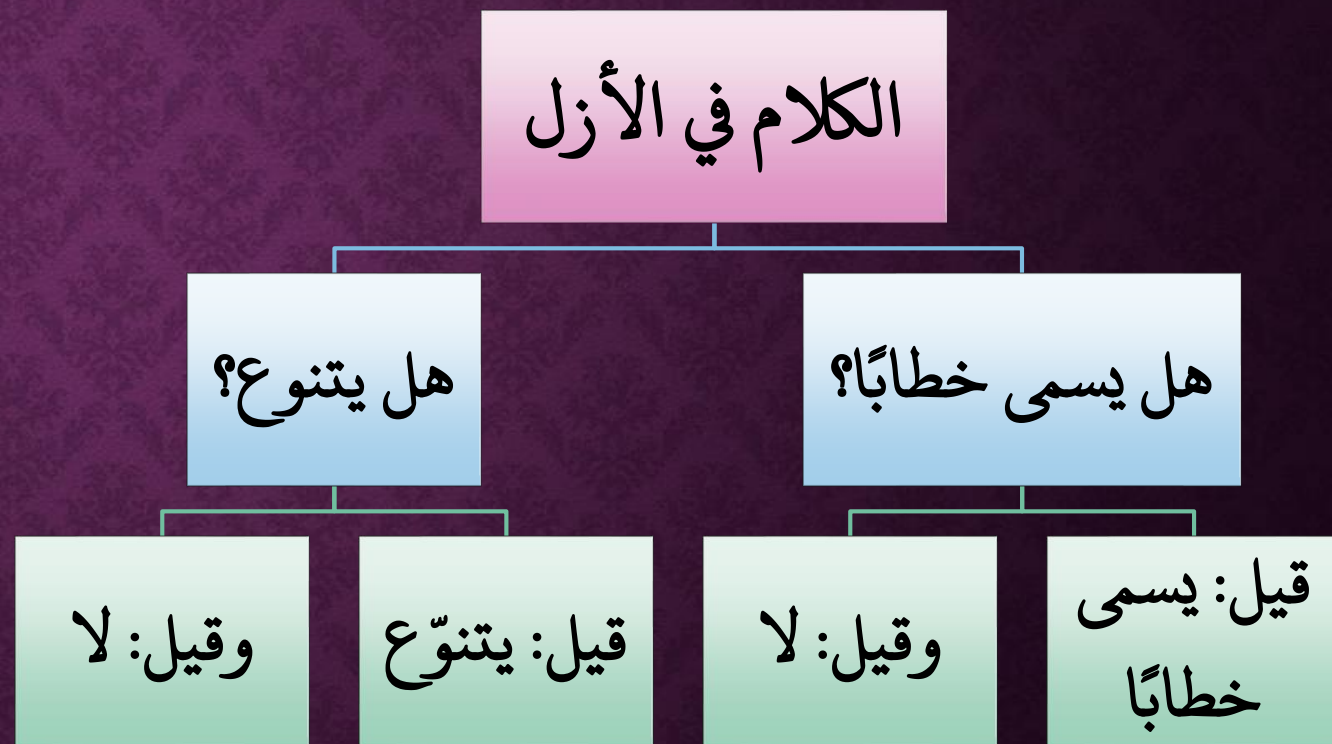 الكلام في الأزل
هل يسمى خطابًا؟
هل يتنوع؟
قيل: يسمى
خطابًا
وقيل: لا
قيل: يتنوّع
وقيل: لا